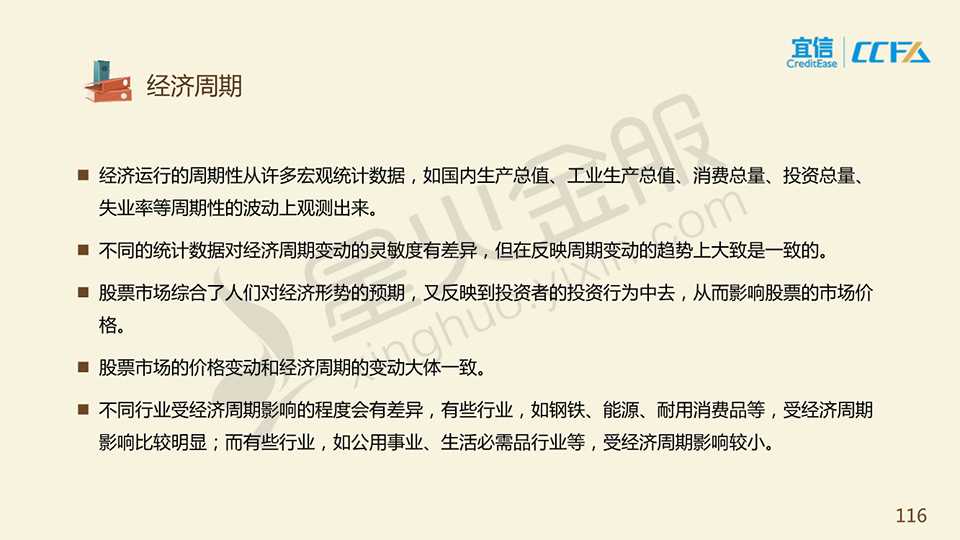 宜信
CreditEase
CCFA
经济周期
■ 经济运行的周期性从许多宏观统计数据，如国内生产总值、工业生产总值、消费总量、投资总量、
失业率等周期性的波动上观测出来。
■ 不同的统计数据对经济周期变动的灵敏度有差异，但在反映周期变动的趋势上大致是一致的。
■ 股票市场综合了人们对经济形势的预期，又反映到投资者的投资行为中去，从而影响股票的市场价
格。
■ 股票市场的价格变动和经济周期的变动大体一致。
■ 不同行业受经济周期影响的程度会有差异，有些行业，如钢铁、能源、耐用消费品等，受经济周期
影响比较明显；而有些行业，如公用事业、生活必需品行业等，受经济周期影响较小。
星火金服
xinghuo.yixin.com
116